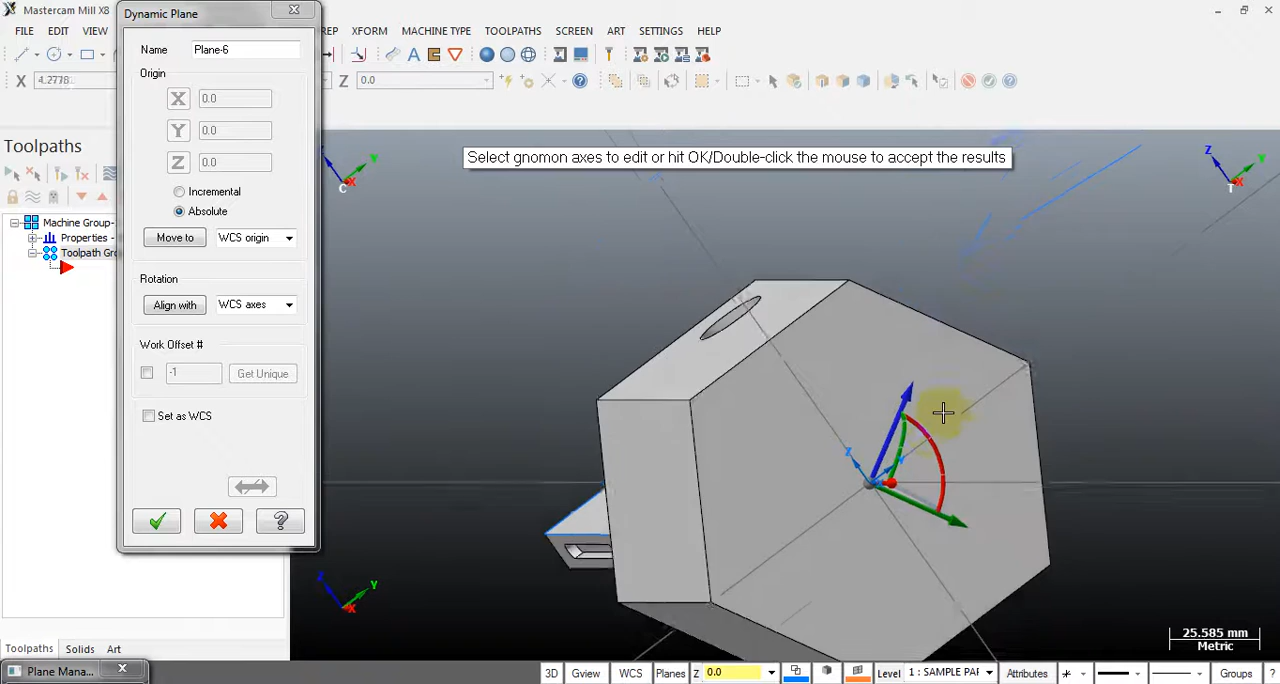 Mastercam Mill X8
Dynamic Plane
FILE EDIT VIEW REP XFORM MACHINE TYPE TOOLPATHS SCREEN ART SETTINGS HELP
X 4.2778 Z 0.0
Name Plane-6
Origin
X 0.0
Y 0.0
Z 0.0
Incremental
Absolute
Move to WCS origin
Rotation
Align with WCS axes
Work Offset #
-1 Get Unique
Set as WCS
Toolpaths
Machine Group-
Properties -
Toolpath Gro
Select gnomon axes to edit or hit OK/Double-click the mouse to accept the results
Z Y X C
Z Y X T
Z Y
Z Y X
25.585 mm
Metric
Toolpaths Solids Art
Plane Mana...
3D Gview WCS Planes Z 0.0 Level 1 : SAMPLE PAR Attributes Groups ?